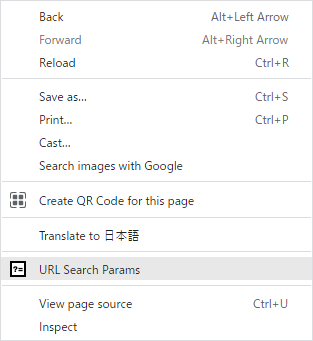 Back Alt+Left Arrow
Forward Alt+Right Arrow
Reload Ctrl+R
Save as... Ctrl+S
Print... Ctrl+P
Cast...
Search images with Google
Create QR Code for this page
Translate to 日本語
?= URL Search Params
View page source Ctrl+U
Inspect